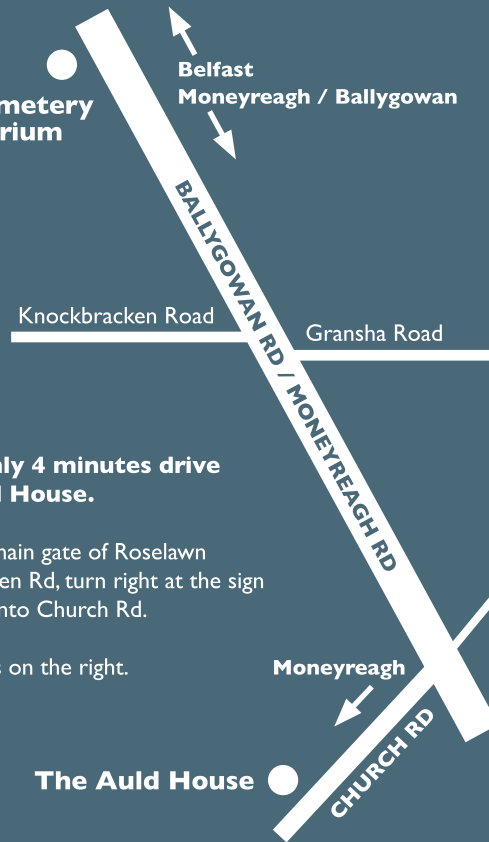 Belfast
Moneyreagh / Ballygowan
metery
rium
BALLYGOWAN RD / MONEYREAGH RD
Knockbracken Road
Gransha Road
ly 4 minutes drive
House.
main gate of Roselawn
en Rd, turn right at the sign
nto Church Rd.
s on the right.
Moneyreagh
CHURCH RD
The Auld House